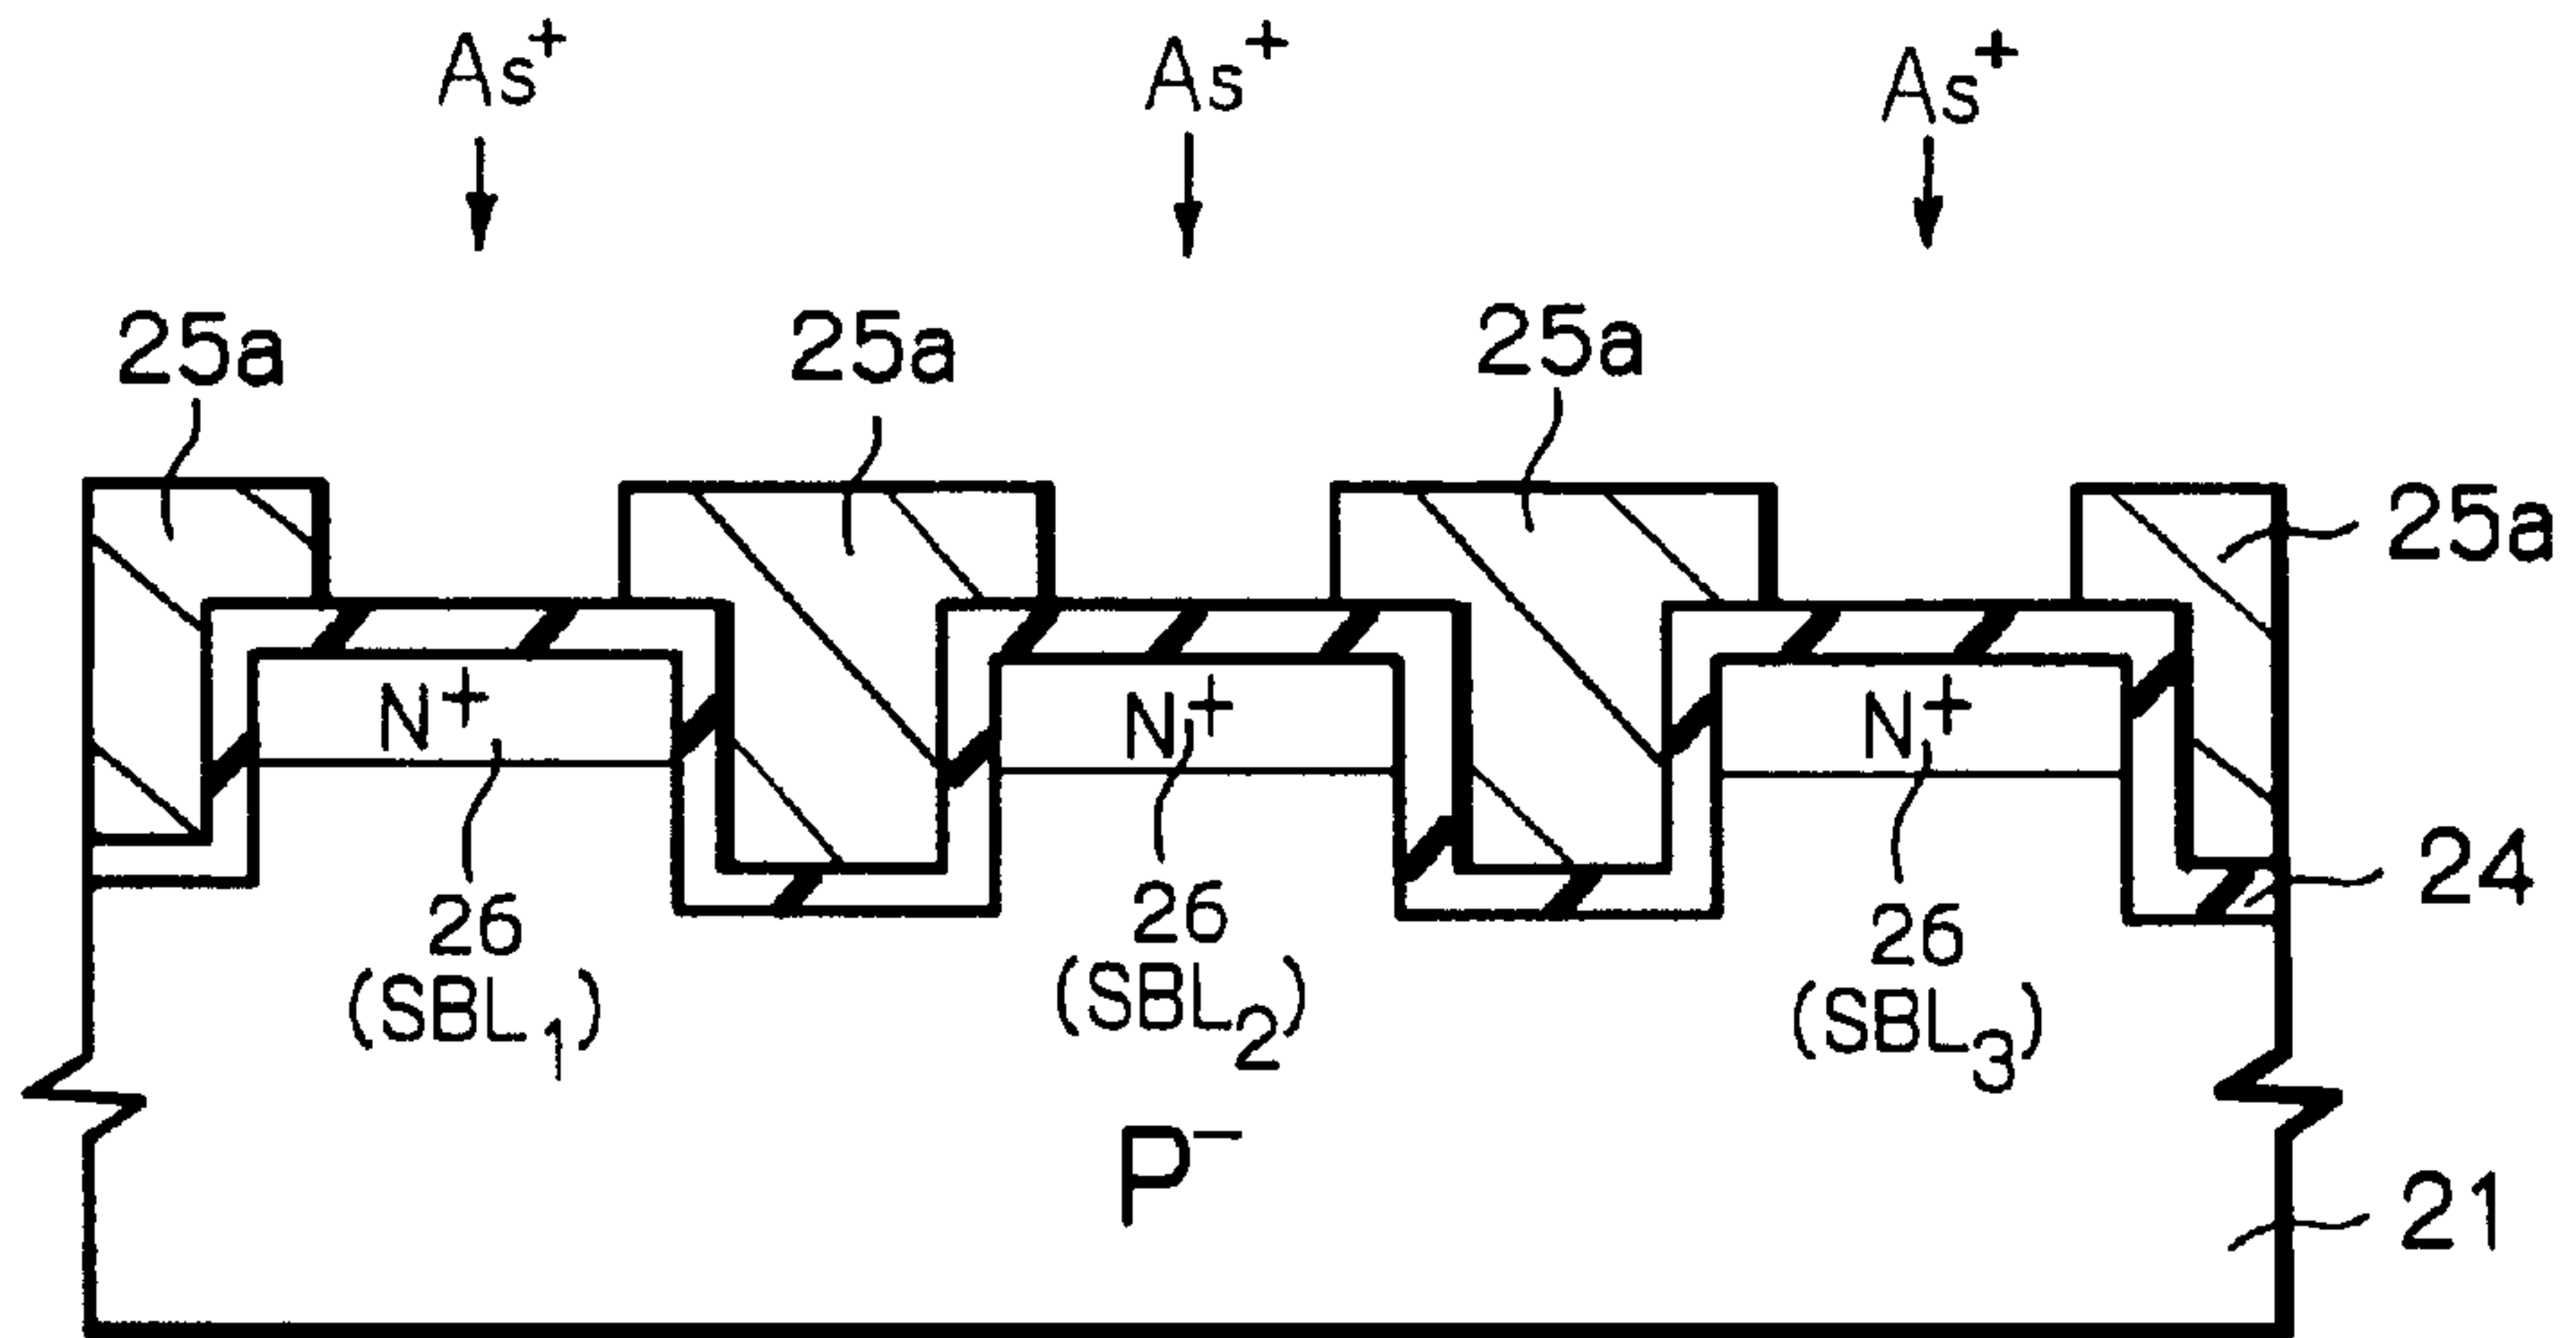 As⁺ As⁺ As⁺
25a 25a 25a
25a
N⁺ N⁺ N⁺
24
26 26 26
(SBL₁) (SBL₂) (SBL₃)
P⁻
21